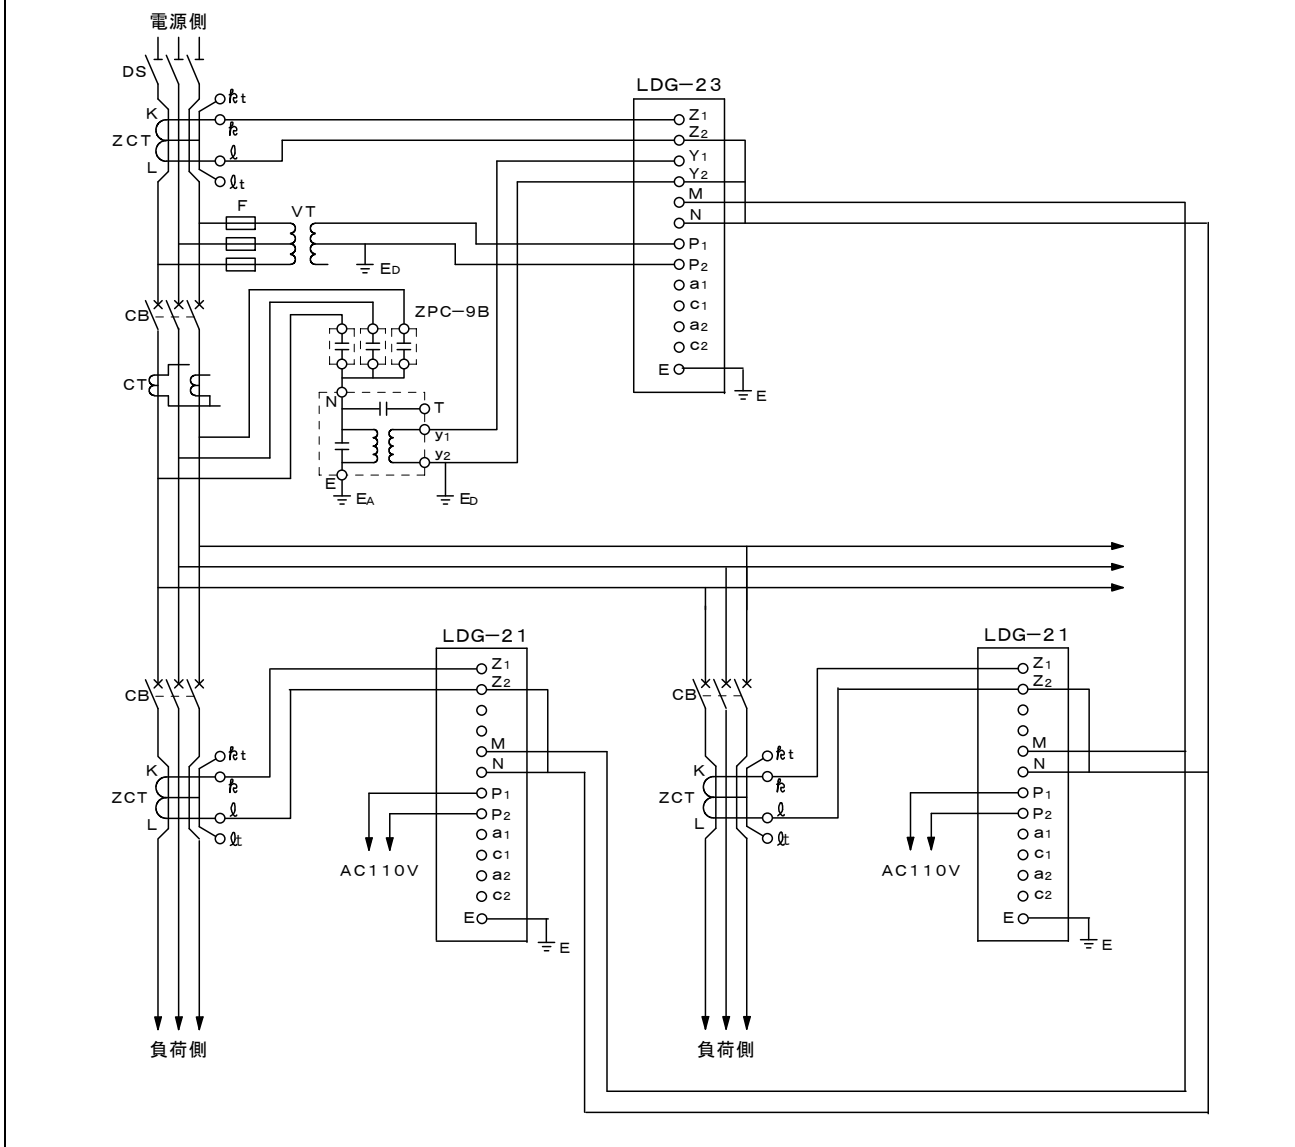 電源側
DS
kt
K
k
ZCT
ℓ
L
ℓt
F
VT
ED
LDG-23
Z1
Z2
Y1
Y2
M
N
P1
P2
a1
c1
a2
c2
E
E
CB
ZPC-9B
CT
N
T
y1
y2
E
EA
ED
LDG-21
Z1
Z2
M
N
P1
P2
a1
c1
a2
c2
E
E
AC110V
CB
kt
K
k
ZCT
ℓ
L
ℓt
負荷側
LDG-21
Z1
Z2
M
N
P1
P2
a1
c1
a2
c2
E
E
AC110V
CB
kt
K
k
ZCT
ℓ
L
ℓt
負荷側